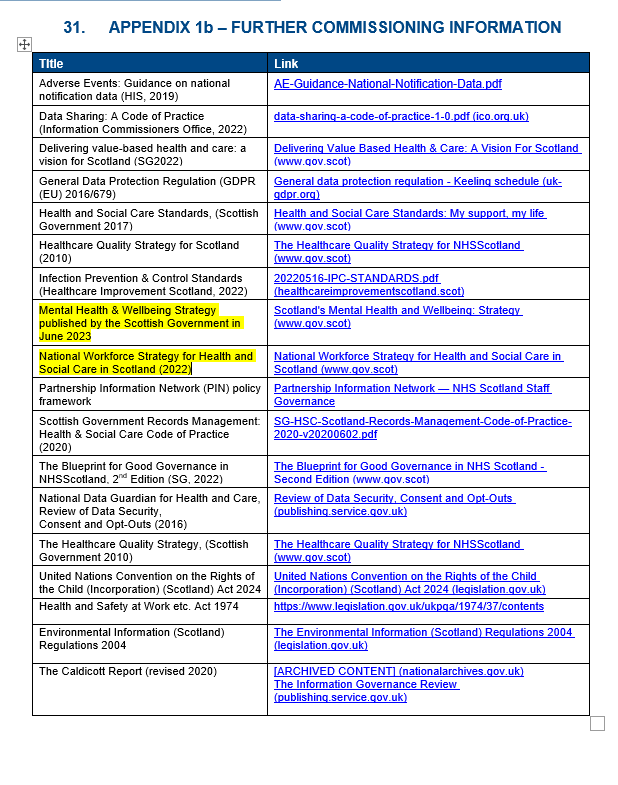 31. APPENDIX 1b – FURTHER COMMISSIONING INFORMATION
Title Link
Adverse Events: Guidance on national AE-Guidance-National-Notification-Data.pdf
notification data (HIS, 2019)
Data Sharing: A Code of Practice data-sharing-a-code-of-practice-1-0.pdf (ico.org.uk)
(Information Commissioners Office, 2022)
Delivering value-based health and care: a Delivering Value Based Health & Care: A Vision For Scotland
vision for Scotland (SG2022) (www.gov.scot)
General Data Protection Regulation (GDPR General data protection regulation - Keeling schedule (uk-
(EU) 2016/679) gdpr.org)
Health and Social Care Standards, (Scottish Health and Social Care Standards: My support, my life
Government 2017) (www.gov.scot)
Healthcare Quality Strategy for Scotland The Healthcare Quality Strategy for NHSScotland
(2010) (www.gov.scot)
Infection Prevention & Control Standards 20220516-IPC-STANDARDS.pdf
(Healthcare Improvement Scotland, 2022) (healthcareimprovementscotland.scot)
Mental Health & Wellbeing Strategy Scotland's Mental Health and Wellbeing: Strategy
published by the Scottish Government in (www.gov.scot)
June 2023
National Workforce Strategy for Health and National Workforce Strategy for Health and Social Care in
Social Care in Scotland (2022) Scotland (www.gov.scot)
Partnership Information Network (PIN) policy Partnership Information Network — NHS Scotland Staff
framework Governance
Scottish Government Records Management: SG-HSC-Scotland-Records-Management-Code-of-Practice-
Health & Social Care Code of Practice 2020-v20200602.pdf
(2020)
The Blueprint for Good Governance in The Blueprint for Good Governance in NHS Scotland -
NHSScotland, 2nd Edition (SG, 2022) Second Edition (www.gov.scot)
National Data Guardian for Health and Care, Review of Data Security, Consent and Opt-Outs
Review of Data Security, (publishing.service.gov.uk)
Consent and Opt-Outs (2016)
The Healthcare Quality Strategy, (Scottish The Healthcare Quality Strategy for NHSScotland
Government 2010) (www.gov.scot)
United Nations Convention on the Rights of United Nations Convention on the Rights of the Child
the Child (Incorporation) (Scotland) Act 2024 (Incorporation) (Scotland) Act 2024 (legislation.gov.uk)
Health and Safety at Work etc. Act 1974 https://www.legislation.gov.uk/ukpga/1974/37/contents
Environmental Information (Scotland) The Environmental Information (Scotland) Regulations 2004
Regulations 2004 (legislation.gov.uk)
The Caldicott Report (revised 2020) [ARCHIVED CONTENT] (nationalarchives.gov.uk)
The Information Governance Review
(publishing.service.gov.uk)